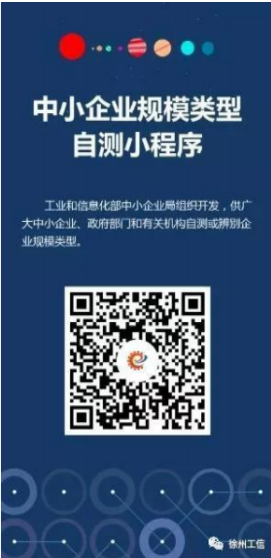 中小企业规模类型
自测小程序
工业和信息化部中小企业局组织开发，供广
大中小企业、政府部门和有关机构自测或辨别企
业规模类型。
徐州工信